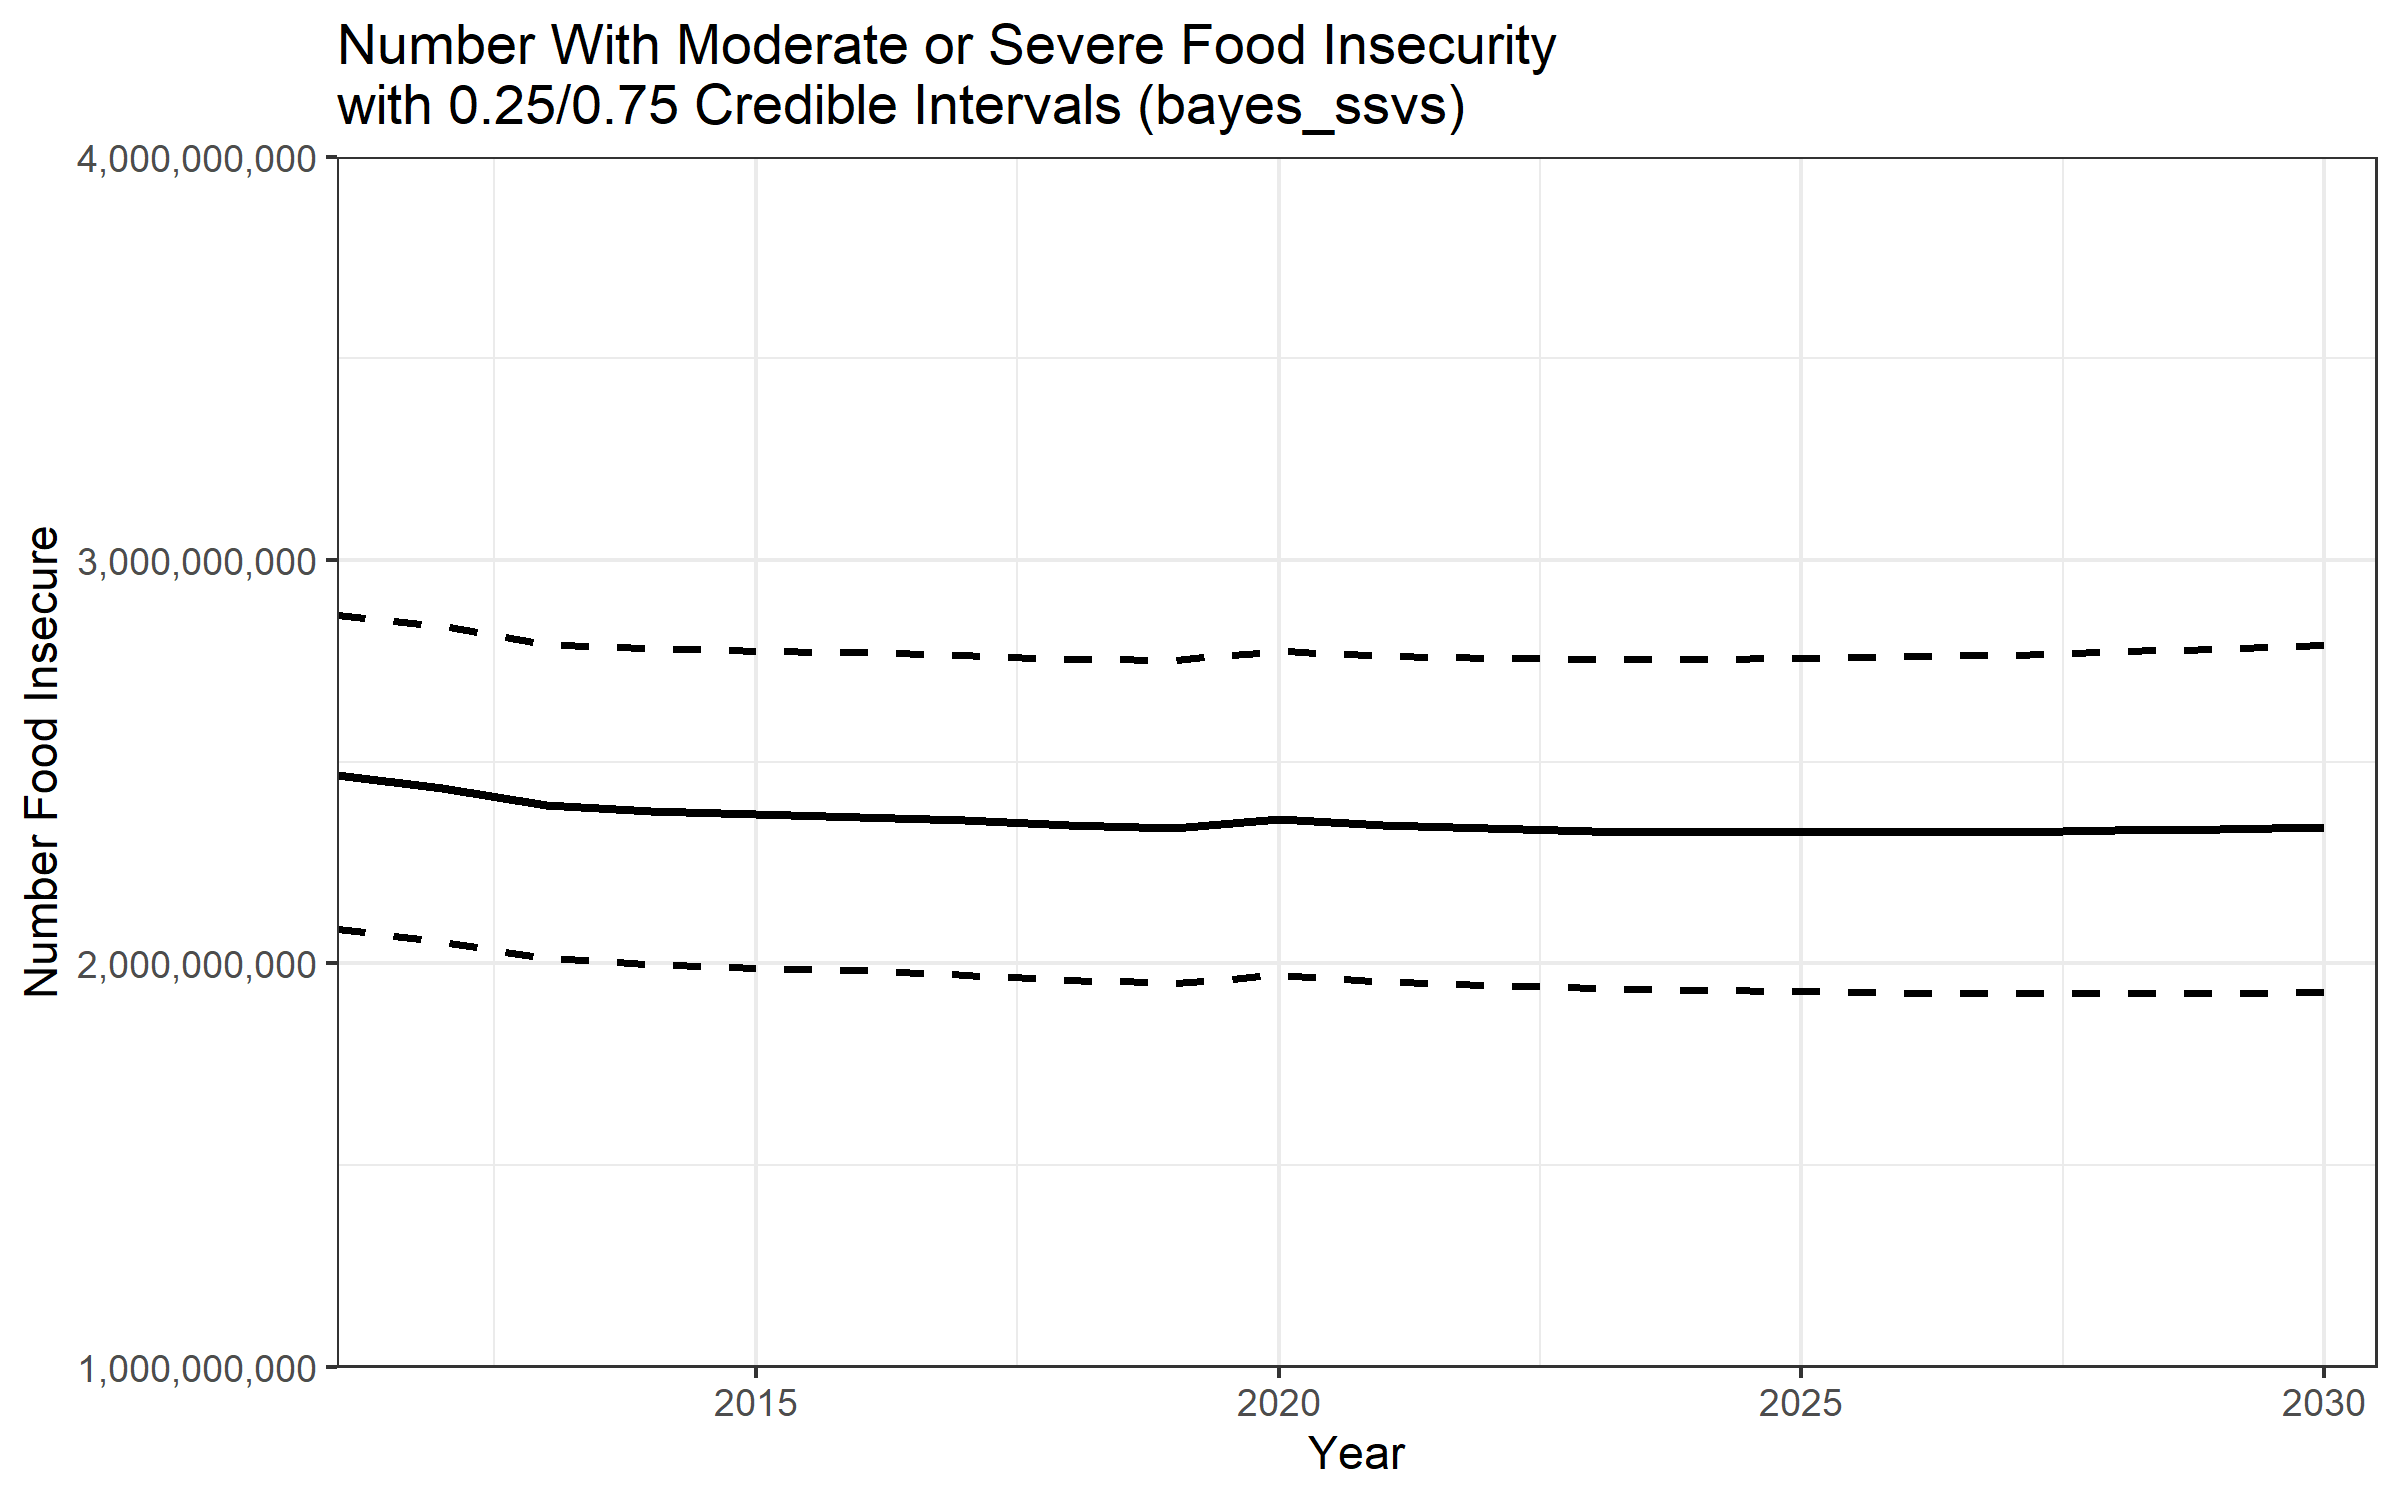 Number With Moderate or Severe Food Insecurity
with 0.25/0.75 Credible Intervals (bayes_ssvs)
Number Food Insecure
4,000,000,000
3,000,000,000
2,000,000,000
1,000,000,000
2015
2020
2025
2030
Year